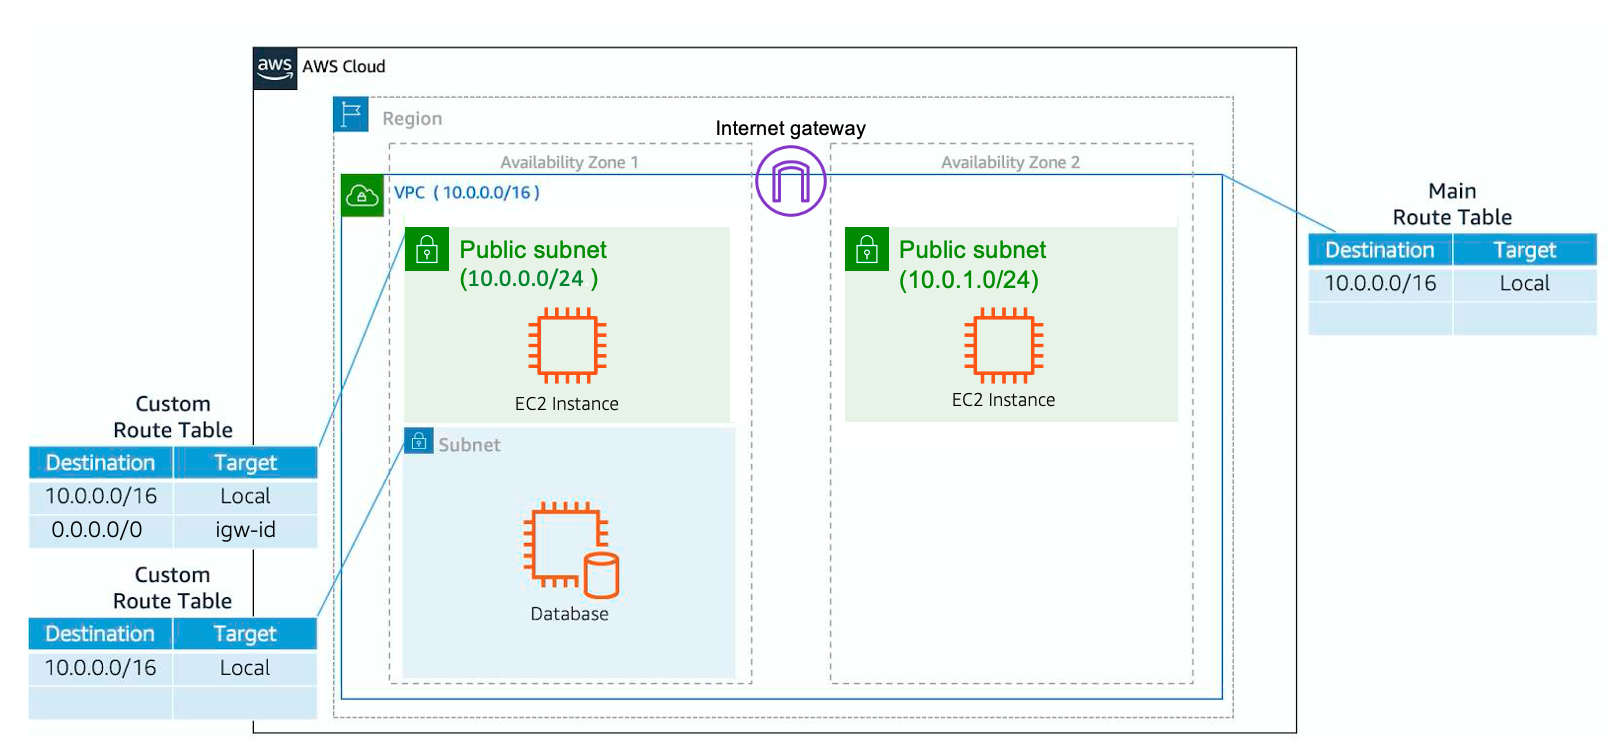 aws
AWS Cloud
Region
Internet gateway
Availability Zone 1
Availability Zone 2
VPC ( 10.0.0.0/16 )
Public subnet
(10.0.0.0/24 )
EC2 Instance
Public subnet
(10.0.1.0/24)
EC2 Instance
Subnet
Database
Main
Route Table
Destination Target
10.0.0.0/16 Local
Custom
Route Table
Destination Target
10.0.0.0/16 Local
0.0.0.0/0 igw-id
Custom
Route Table
Destination Target
10.0.0.0/16 Local